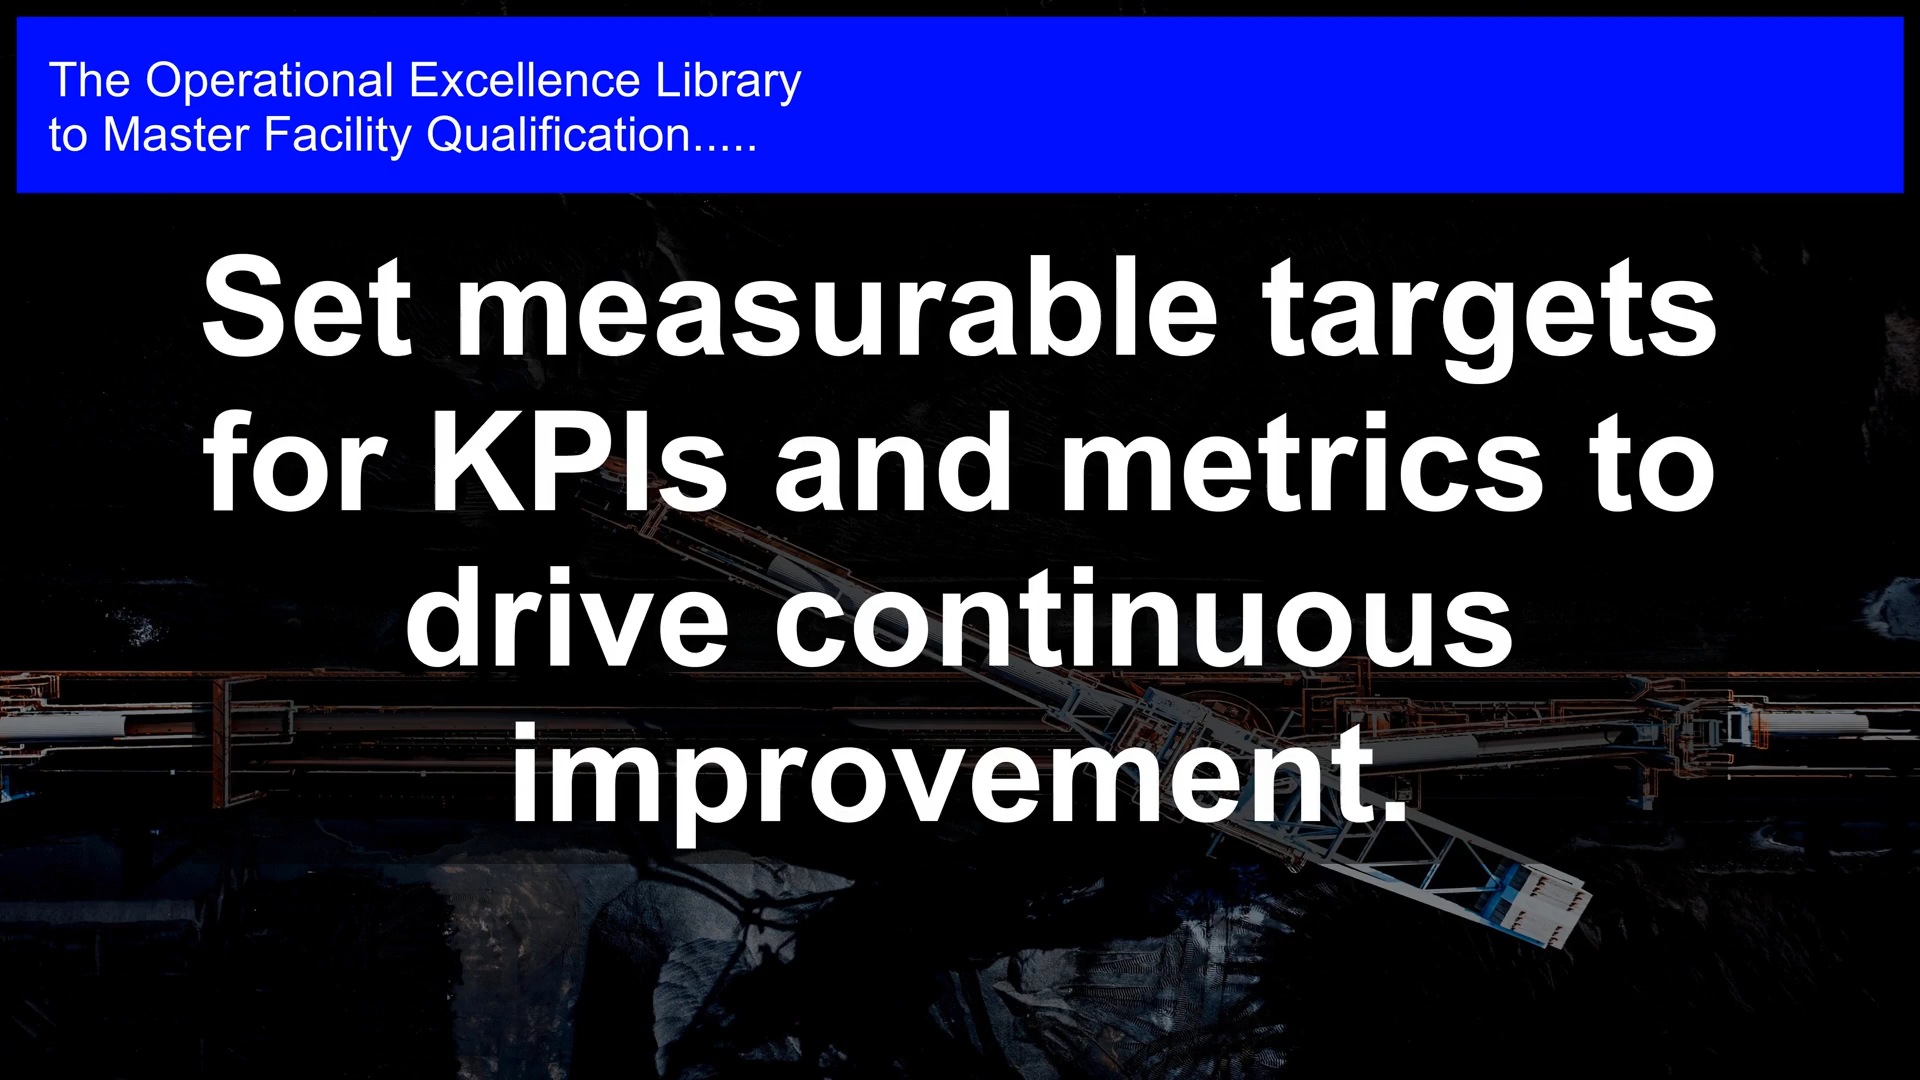 The Operational Excellence Library
to Master Facility Qualification.....
Set measurable targets
for KPIs and metrics to
drive continuous
improvement.